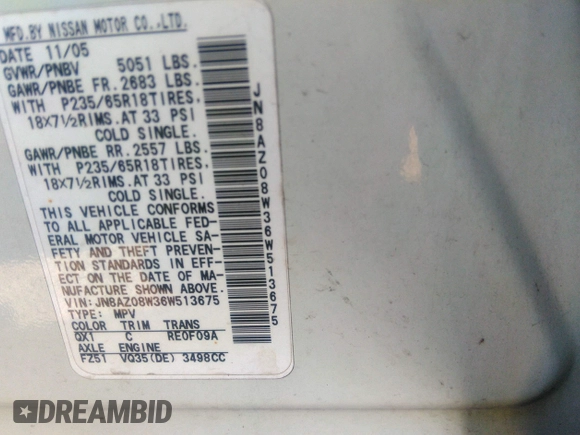 MFD.BY NISSAN MOTOR CO.,LTD.
DATE 11/05
GVWR/PNBV 5051 LBS.
GAWR/PNBE FR. 2683 LBS.
WITH P235/65R18TIRES,
18X7½RIMS.AT 33 PSI
COLD SINGLE.
GAWR/PNBE RR. 2557 LBS.
WITH P235/65R18TIRES,
18X7½RIMS.AT 33 PSI
COLD SINGLE.
THIS VEHICLE CONFORMS
TO ALL APPLICABLE FED-
ERAL MOTOR VEHICLE SA-
FETY AND THEFT PREVEN-
TION STANDARDS IN EFF-
ECT ON THE DATE OF MA-
NUFACTURE SHOWN ABOVE.
VIN:JN8AZ08W36W513675
TYPE: MPV
COLOR TRIM TRANS
QX1 C RE0F09A
AXLE ENGINE
FZ51 VQ35(DE) 3498CC
JN8AZ08W36W513675
DREAMBID